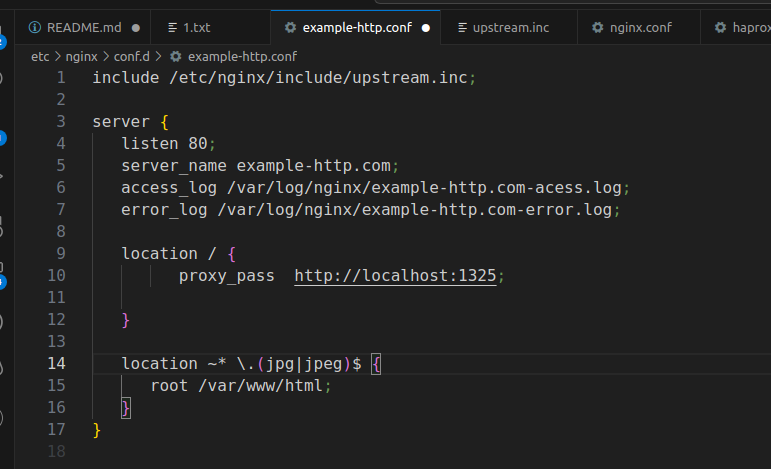 README.md ● 1.txt example-http.conf ● upstream.inc nginx.conf haprox
etc > nginx > conf.d > example-http.conf
1 include /etc/nginx/include/upstream.inc;
2
3 server {
4 listen 80;
5 server_name example-http.com;
6 access_log /var/log/nginx/example-http.com-acess.log;
7 error_log /var/log/nginx/example-http.com-error.log;
8
9 location / {
10 proxy_pass  http://localhost:1325;
11
12 }
13
14 location ~* \.(jpg|jpeg)$ {
15 root /var/www/html;
16 }
17 }
18